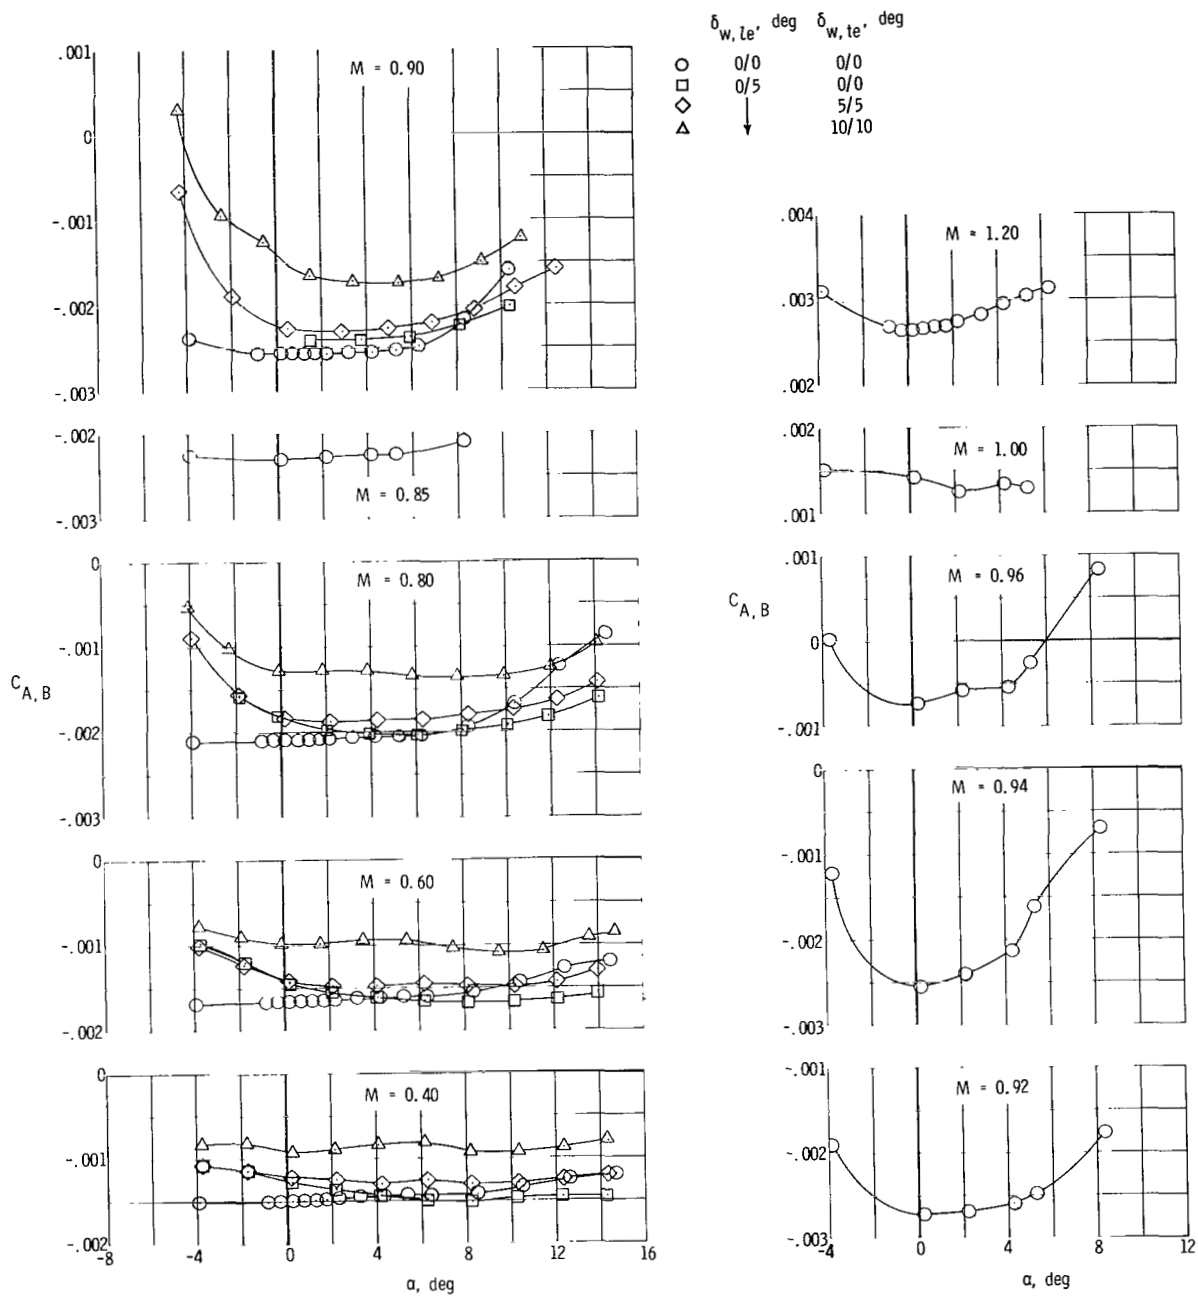 δw,le, deg δw,te, deg
0/0 0/0
0/5 0/0
5/5
10/10
.001
M = 0.90
0
-.001
-.002
-.003
-.002
M = 0.85
-.003
0
M = 0.80
-.001
CA,B
-.002
-.003
0
M = 0.60
-.001
-.002
0
M = 0.40
-.001
-.002
-8 -4 0 4 8 12 16
α, deg
.004
M = 1.20
.003
.002
.002
M = 1.00
.001
.001
M = 0.96
CA,B
0
-.001
0
M = 0.94
-.001
-.002
-.003
-.001
M = 0.92
-.002
-.003
-4 0 4 8 12
α, deg